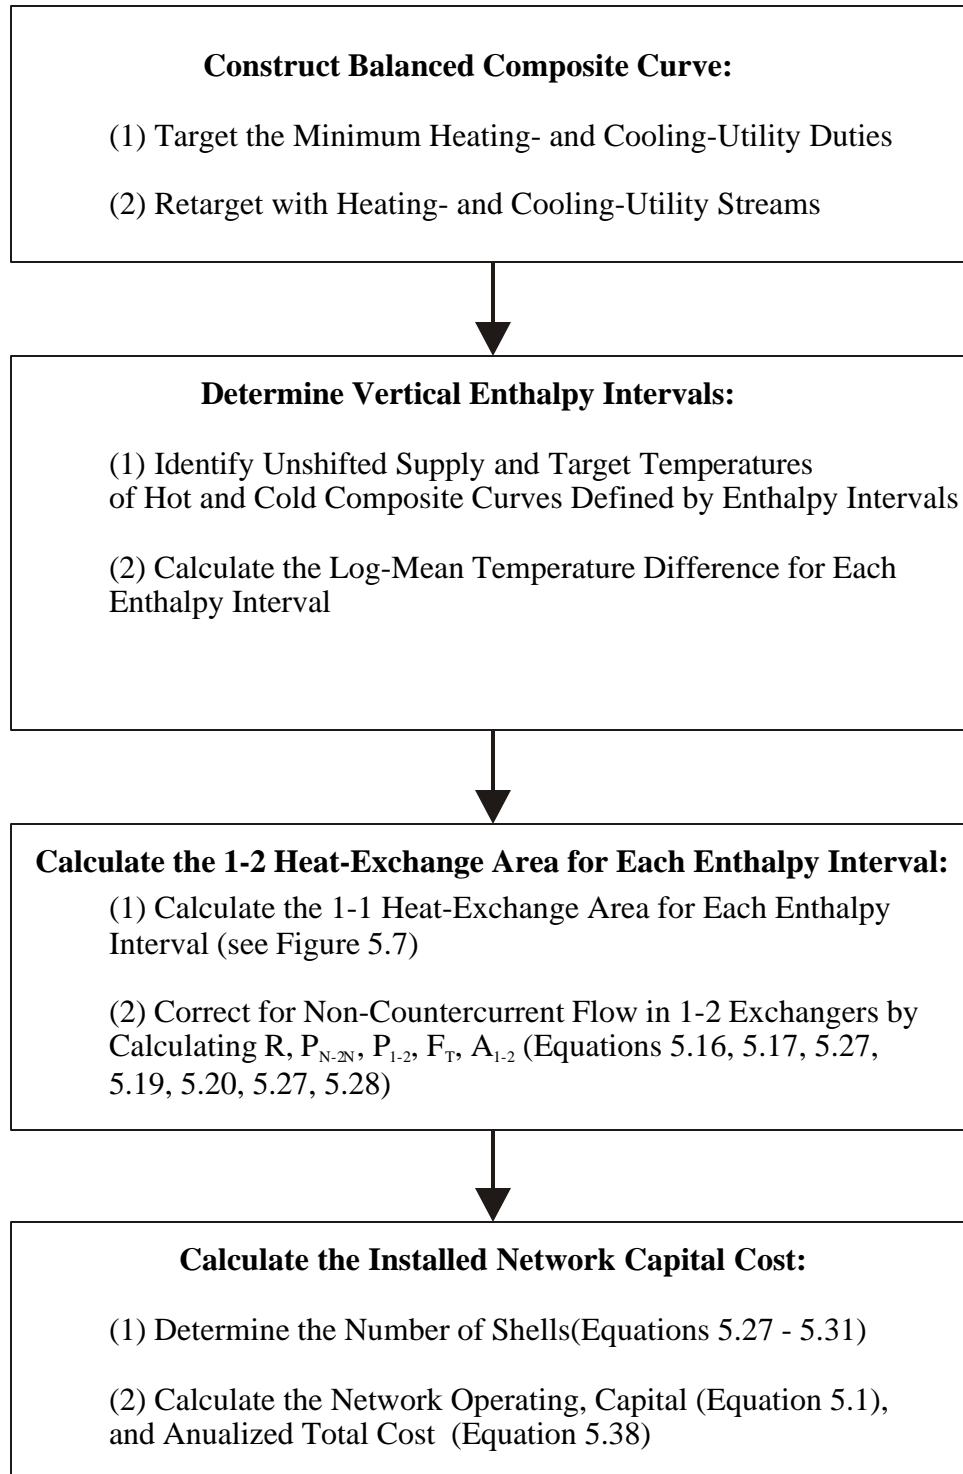 Construct Balanced Composite Curve:
(1) Target the Minimum Heating- and Cooling-Utility Duties
(2) Retarget with Heating- and Cooling-Utility Streams
Determine Vertical Enthalpy Intervals:
(1) Identify Unshifted Supply and Target Temperatures
of Hot and Cold Composite Curves Defined by Enthalpy Intervals
(2) Calculate the Log-Mean Temperature Difference for Each
Enthalpy Interval
Calculate the 1-2 Heat-Exchange Area for Each Enthalpy Interval:
(1) Calculate the 1-1 Heat-Exchange Area for Each Enthalpy
Interval (see Figure 5.7)
(2) Correct for Non-Countercurrent Flow in 1-2 Exchangers by
Calculating R, P_N-2N, P_1-2, F_T, A_1-2 (Equations 5.16, 5.17, 5.27,
5.19, 5.20, 5.27, 5.28)
Calculate the Installed Network Capital Cost:
(1) Determine the Number of Shells(Equations 5.27 - 5.31)
(2) Calculate the Network Operating, Capital (Equation 5.1),
and Anualized Total Cost  (Equation 5.38)